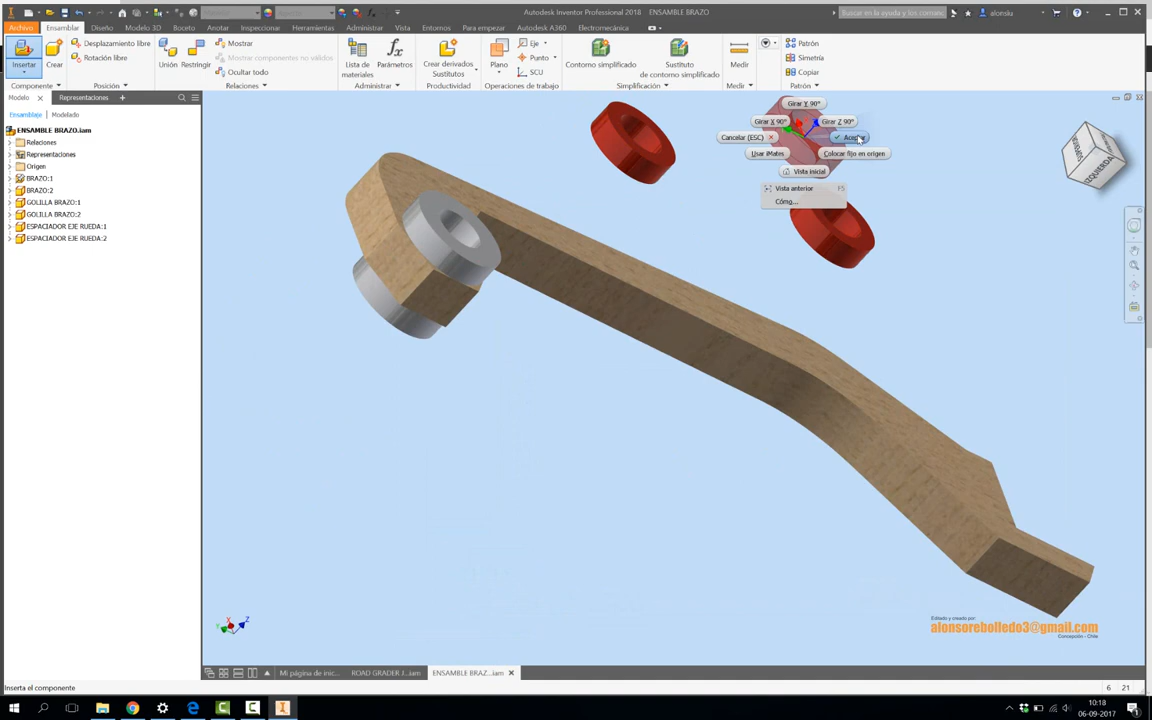 Autodesk Inventor Professional 2018   ENSAMBLE BRAZO
Buscar en la ayuda y los comanc
alonsiu
Archivo
Ensamblar
Diseño
Modelo 3D
Boceto
Anotar
Inspeccionar
Herramientas
Administrar
Vista
Entornos
Para empezar
Autodesk A360
Electromecánica
Insertar
Crear
Desplazamiento libre
Rotación libre
Componente
Posición
Unión
Restringir
Mostrar
Mostrar componentes no válidos
Ocultar todo
Relaciones
Lista de
materiales
Parámetros
Administrar
Crear derivados
Sustitutos
Productividad
Plano
Eje
Punto
SCU
Operaciones de trabajo
Contorno simplificado
Sustituto
de contorno simplificado
Simplificación
Medir
Medir
Patrón
Simetría
Copiar
Patrón
Modelo
Representaciones
Ensamblaje
Modelado
ENSAMBLE BRAZO.iam
Relaciones
Representaciones
Origen
BRAZO:1
BRAZO:2
GOLILLA BRAZO:1
GOLILLA BRAZO:2
ESPACIADOR EJE RUEDA:1
ESPACIADOR EJE RUEDA:2
Girar Y 90°
Girar X 90°
Girar Z 90°
Cancelar (ESC)
Usar iMates
Colocar fijo en origen
Vista inicial
Vista anterior F5
Cómo...
IZQUIERDA
Editado y creado por:
alonsorebolledo3@gmail.com
Concepción - Chile
Mi página de inic...
ROAD GRADER J...iam
ENSAMBLE BRAZ...iam
Inserta el componente
6 21
10:18
06-09-2017